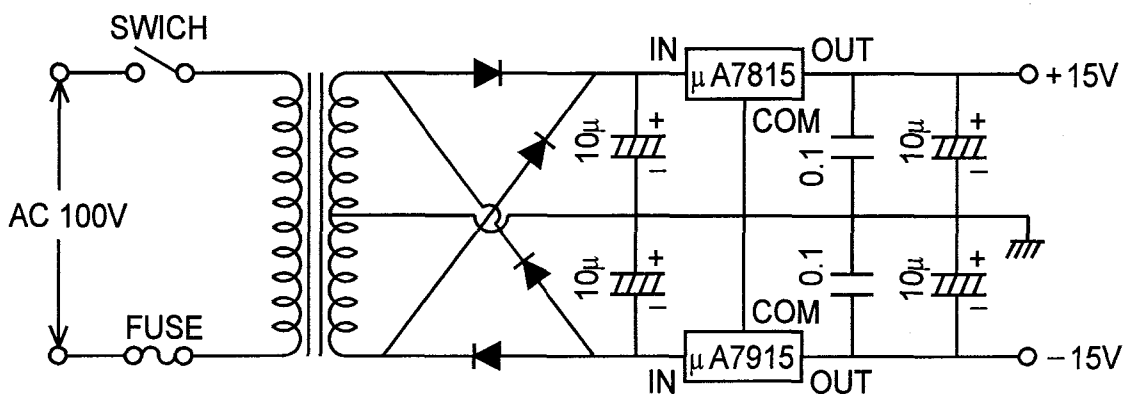 SWICH
IN
μA7815
OUT
+15V
COM
10μ
+
−
0.1
10μ
+
−
AC 100V
10μ
+
−
0.1
10μ
+
−
FUSE
COM
IN
μA7915
OUT
−15V